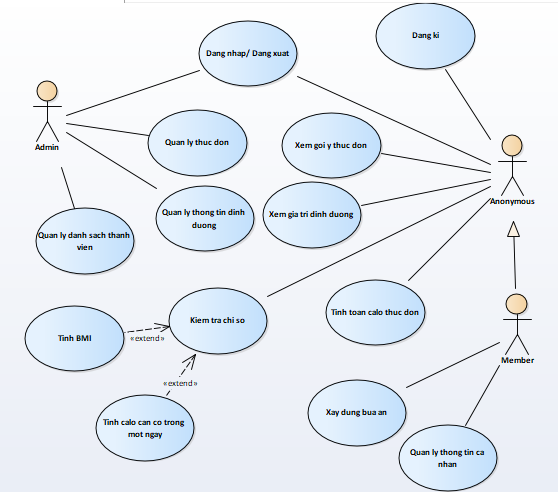 Dang ki
Dang nhap/ Dang xuat
Admin
Quan ly thuc don
Xem goi y thuc don
Anonymous
Quan ly thong tin dinh
duong
Xem gia tri dinh duong
Quan ly danh sach thanh
vien
Kiem tra chi so
Tinh toan calo thuc don
Tinh BMI
«extend»
Member
«extend»
Tinh calo can co trong
mot ngay
Xay dung bua an
Quan ly thong tin ca
nhan